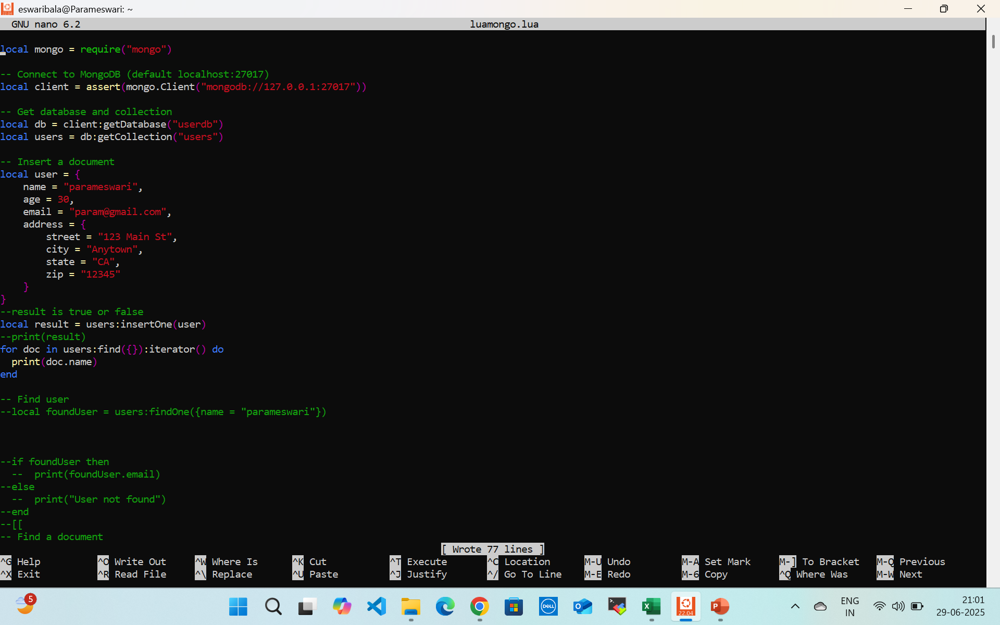 eswaribala@Parameswari: ~
GNU nano 6.2 luamongo.lua
local mongo = require("mongo")
-- Connect to MongoDB (default localhost:27017)
local client = assert(mongo.Client("mongodb://127.0.0.1:27017"))
-- Get database and collection
local db = client:getDatabase("userdb")
local users = db:getCollection("users")
-- Insert a document
local user = {
    name = "parameswari",
    age = 30,
    email = "param@gmail.com",
    address = {
        street = "123 Main St",
        city = "Anytown",
        state = "CA",
        zip = "12345"
    }
}
--result is true or false
local result = users:insertOne(user)
--print(result)
for doc in users:find({}):iterator() do
  print(doc.name)
end
-- Find user
--local foundUser = users:findOne({name = "parameswari"})
--if foundUser then
  --  print(foundUser.email)
--else
  --  print("User not found")
--end
--[[
-- Find a document
[ Wrote 77 lines ]
^G Help ^O Write Out ^W Where Is ^K Cut ^T Execute ^C Location M-U Undo M-A Set Mark M-] To Bracket M-Q Previous
^X Exit ^R Read File ^\ Replace ^U Paste ^J Justify ^/ Go To Line M-E Redo M-6 Copy ^Q Where Was M-W Next
5
DELL
22.04
ENG
IN
21:01
29-06-2025